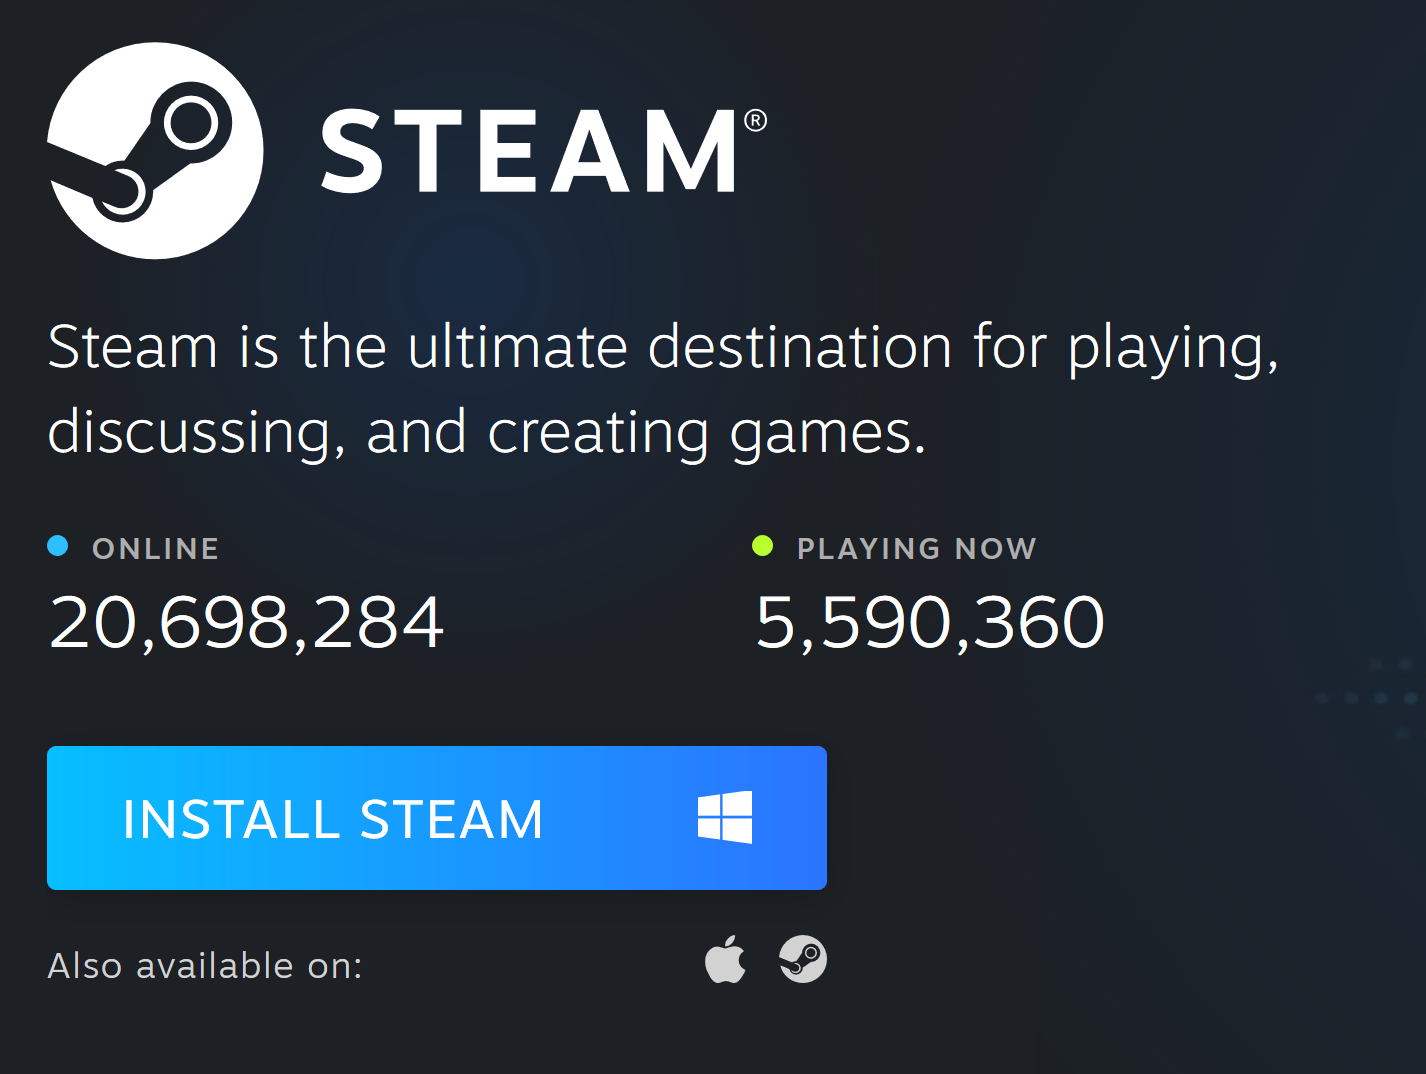 STEAM®
Steam is the ultimate destination for playing,
discussing, and creating games.
ONLINE
20,698,284
PLAYING NOW
5,590,360
INSTALL STEAM
Also available on: